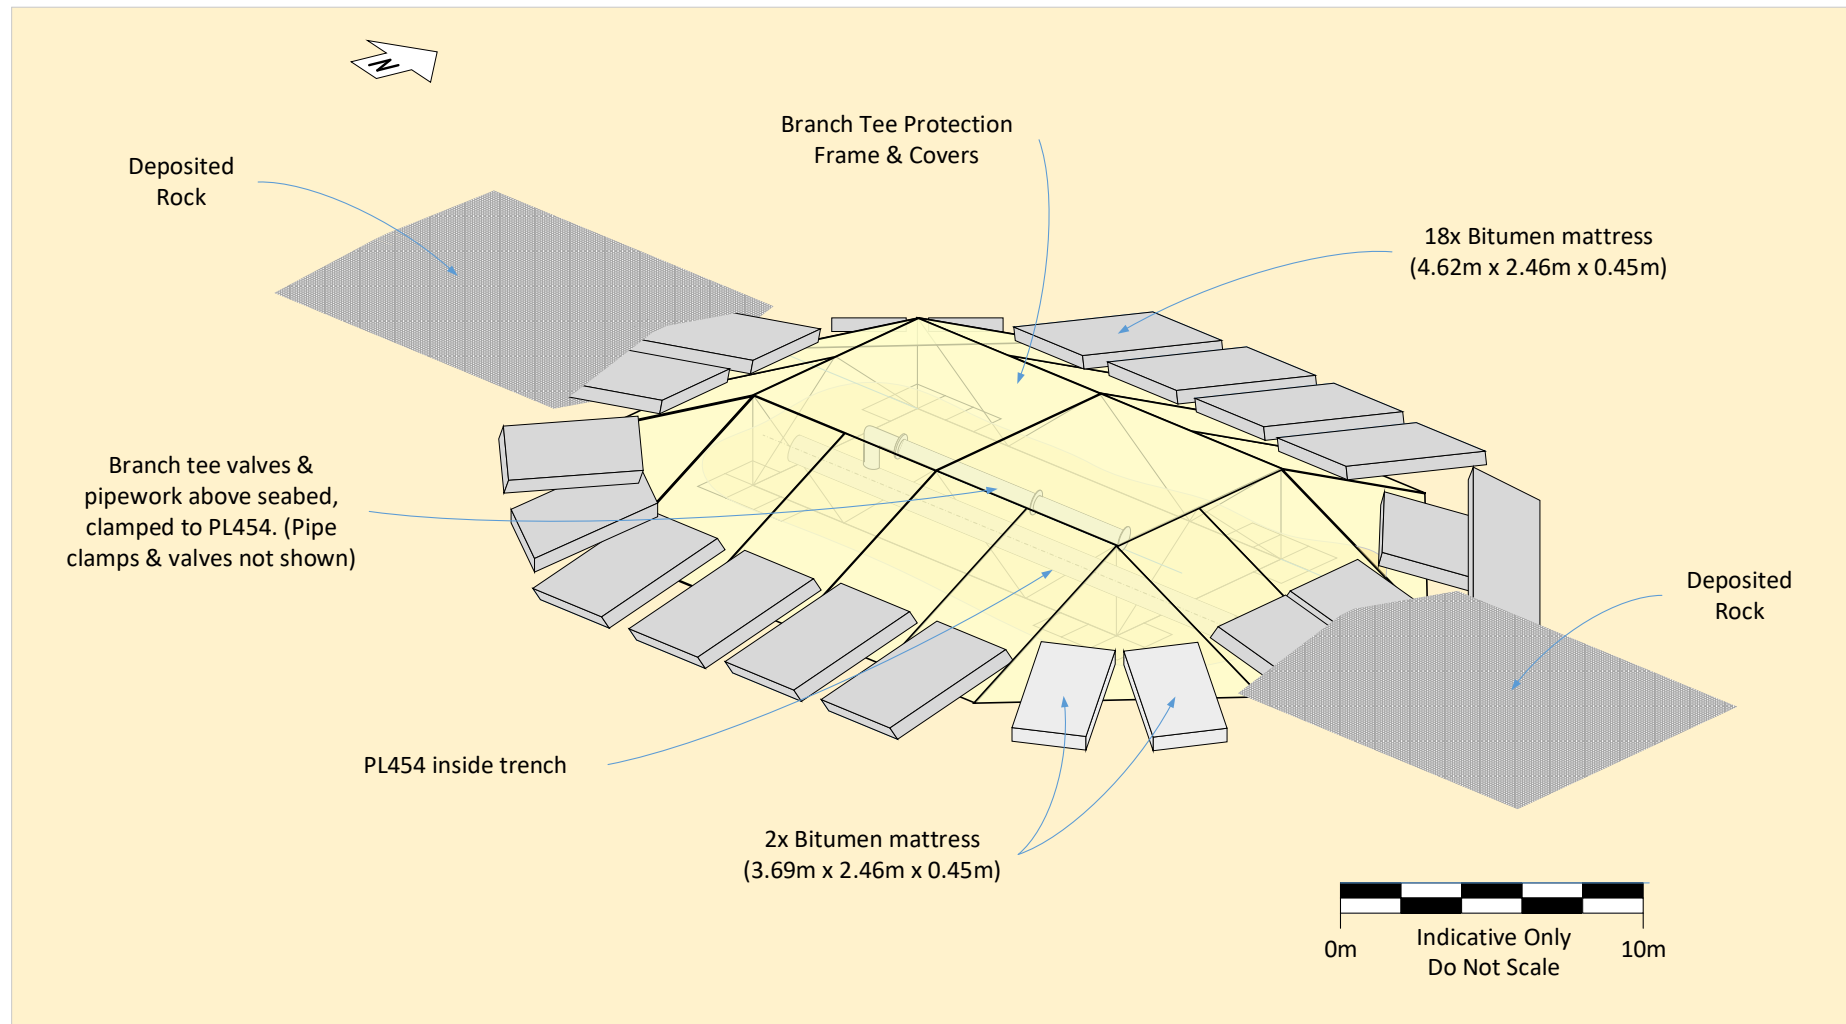 N
Branch Tee Protection
Frame & Covers
Deposited
Rock
18x Bitumen mattress
(4.62m x 2.46m x 0.45m)
Branch tee valves &
pipework above seabed,
clamped to PL454. (Pipe
clamps & valves not shown)
Deposited
Rock
PL454 inside trench
2x Bitumen mattress
(3.69m x 2.46m x 0.45m)
0m
Indicative Only
Do Not Scale
10m